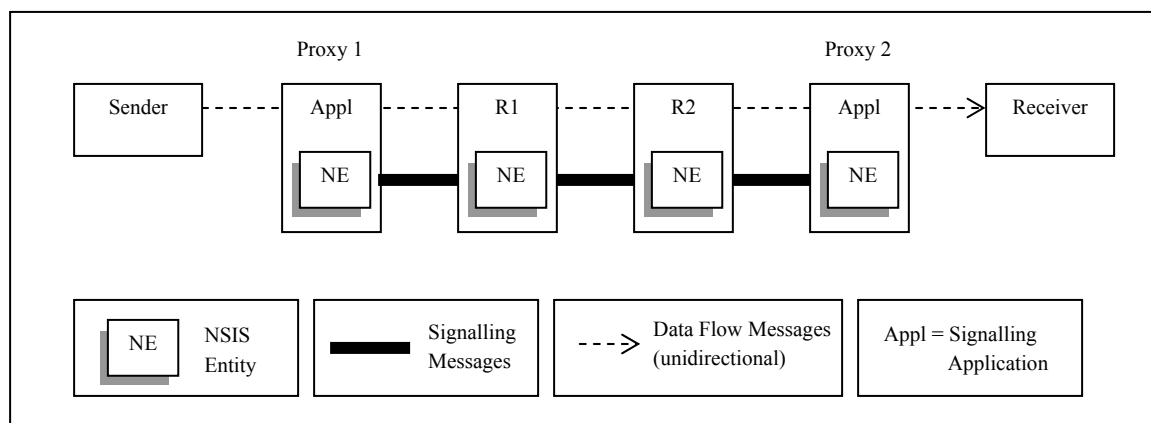 Proxy 1
Proxy 2
Sender
Appl
R1
R2
Appl
Receiver
NE
NE
NE
NE
NE
NSIS
Entity
Signalling
Messages
Data Flow Messages
(unidirectional)
Appl = Signalling
Application